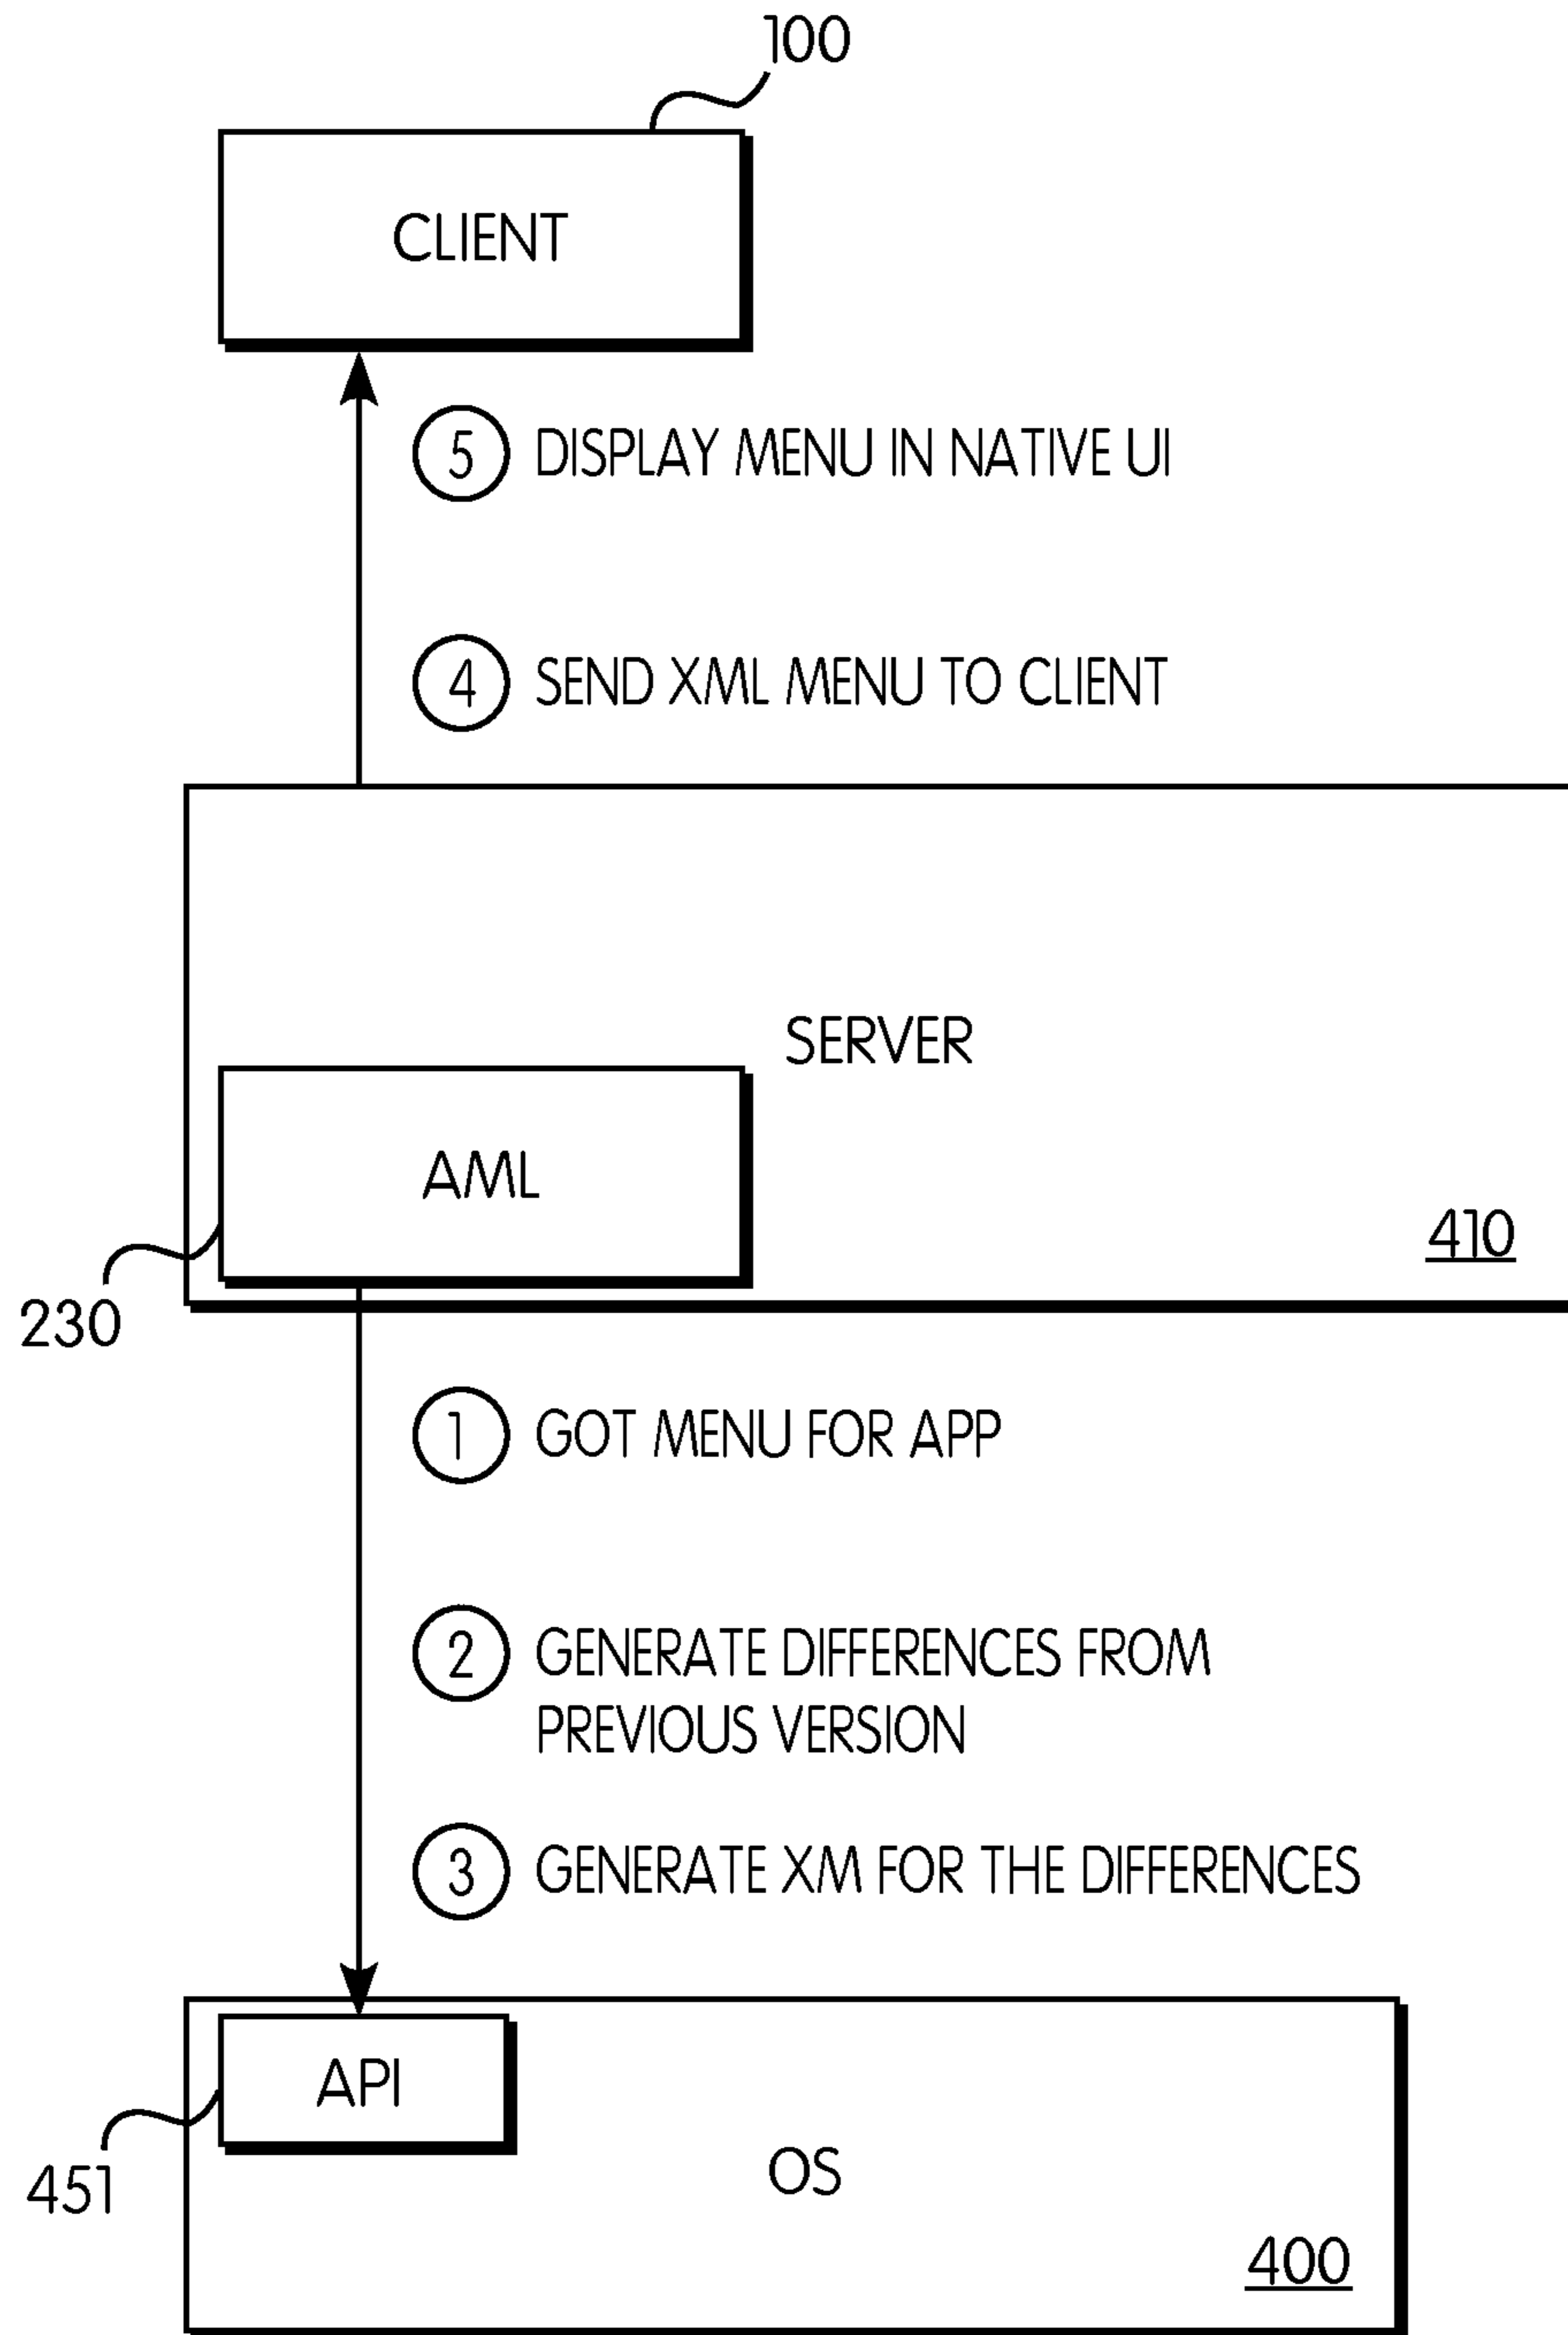 100
CLIENT
5 DISPLAY MENU IN NATIVE UI
4 SEND XML MENU TO CLIENT
SERVER
AML
410
230
1 GOT MENU FOR APP
2 GENERATE DIFFERENCES FROM
PREVIOUS VERSION
3 GENERATE XM FOR THE DIFFERENCES
API
OS
451
400